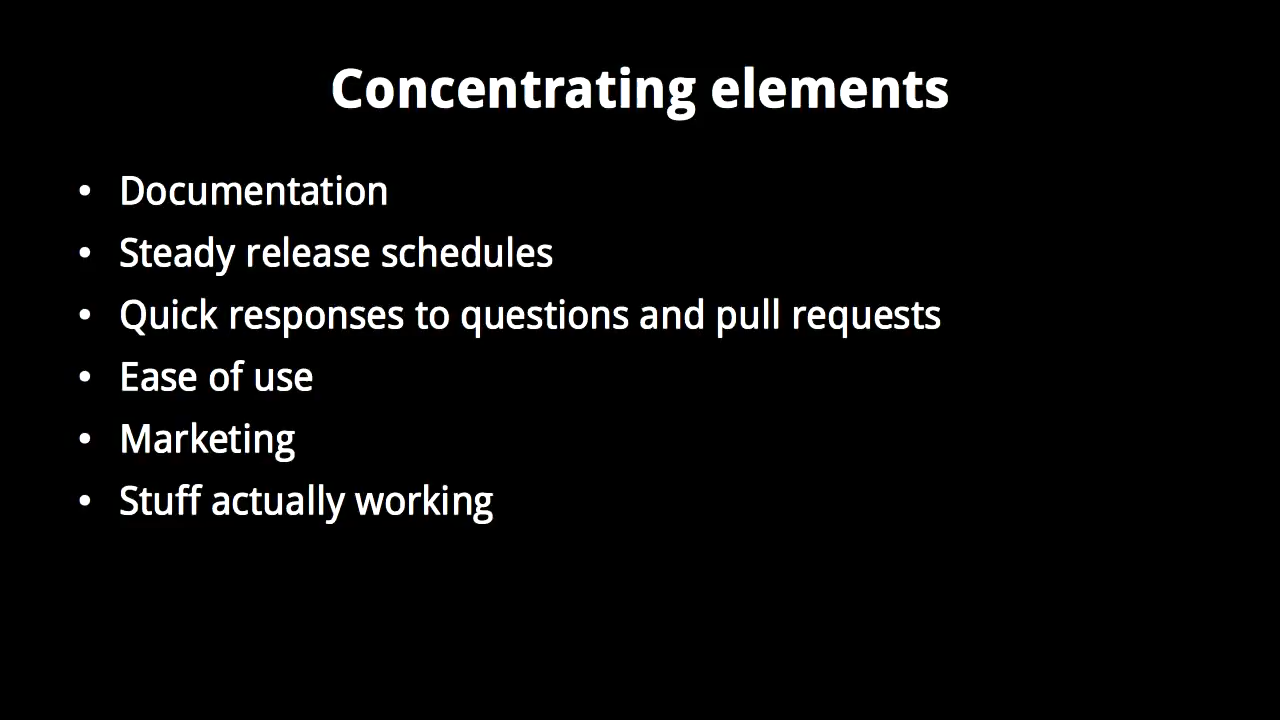 Concentrating elements
• Documentation
• Steady release schedules
• Quick responses to questions and pull requests
• Ease of use
• Marketing
• Stuff actually working